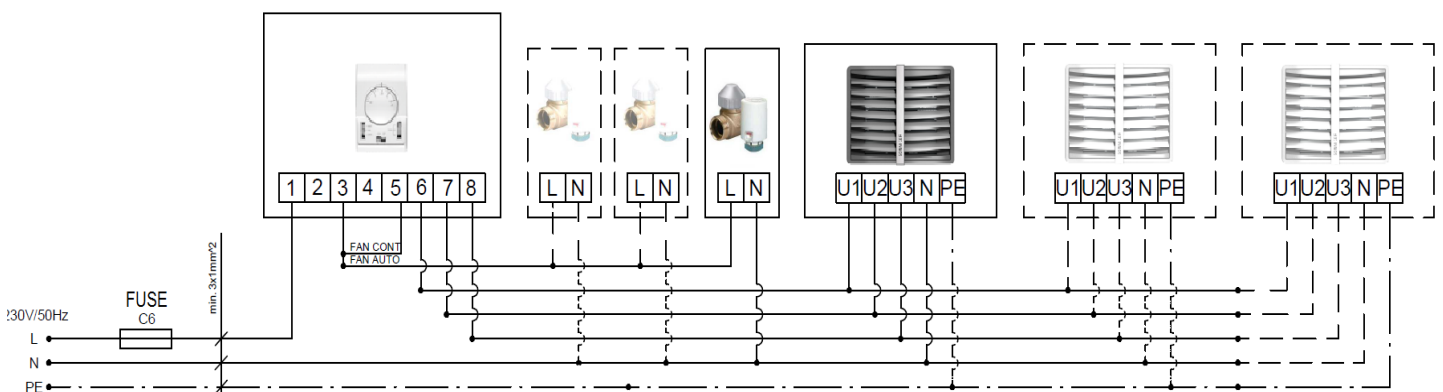 1 2 3 4 5 6 7 8
L N
L N
L N
U1 U2 U3 N PE
U1 U2 U3 N PE
U1 U2 U3 N PE
FAN CONT
FAN AUTO
min. 3x1mm^2
FUSE
C6
230V/50Hz
L
N
PE